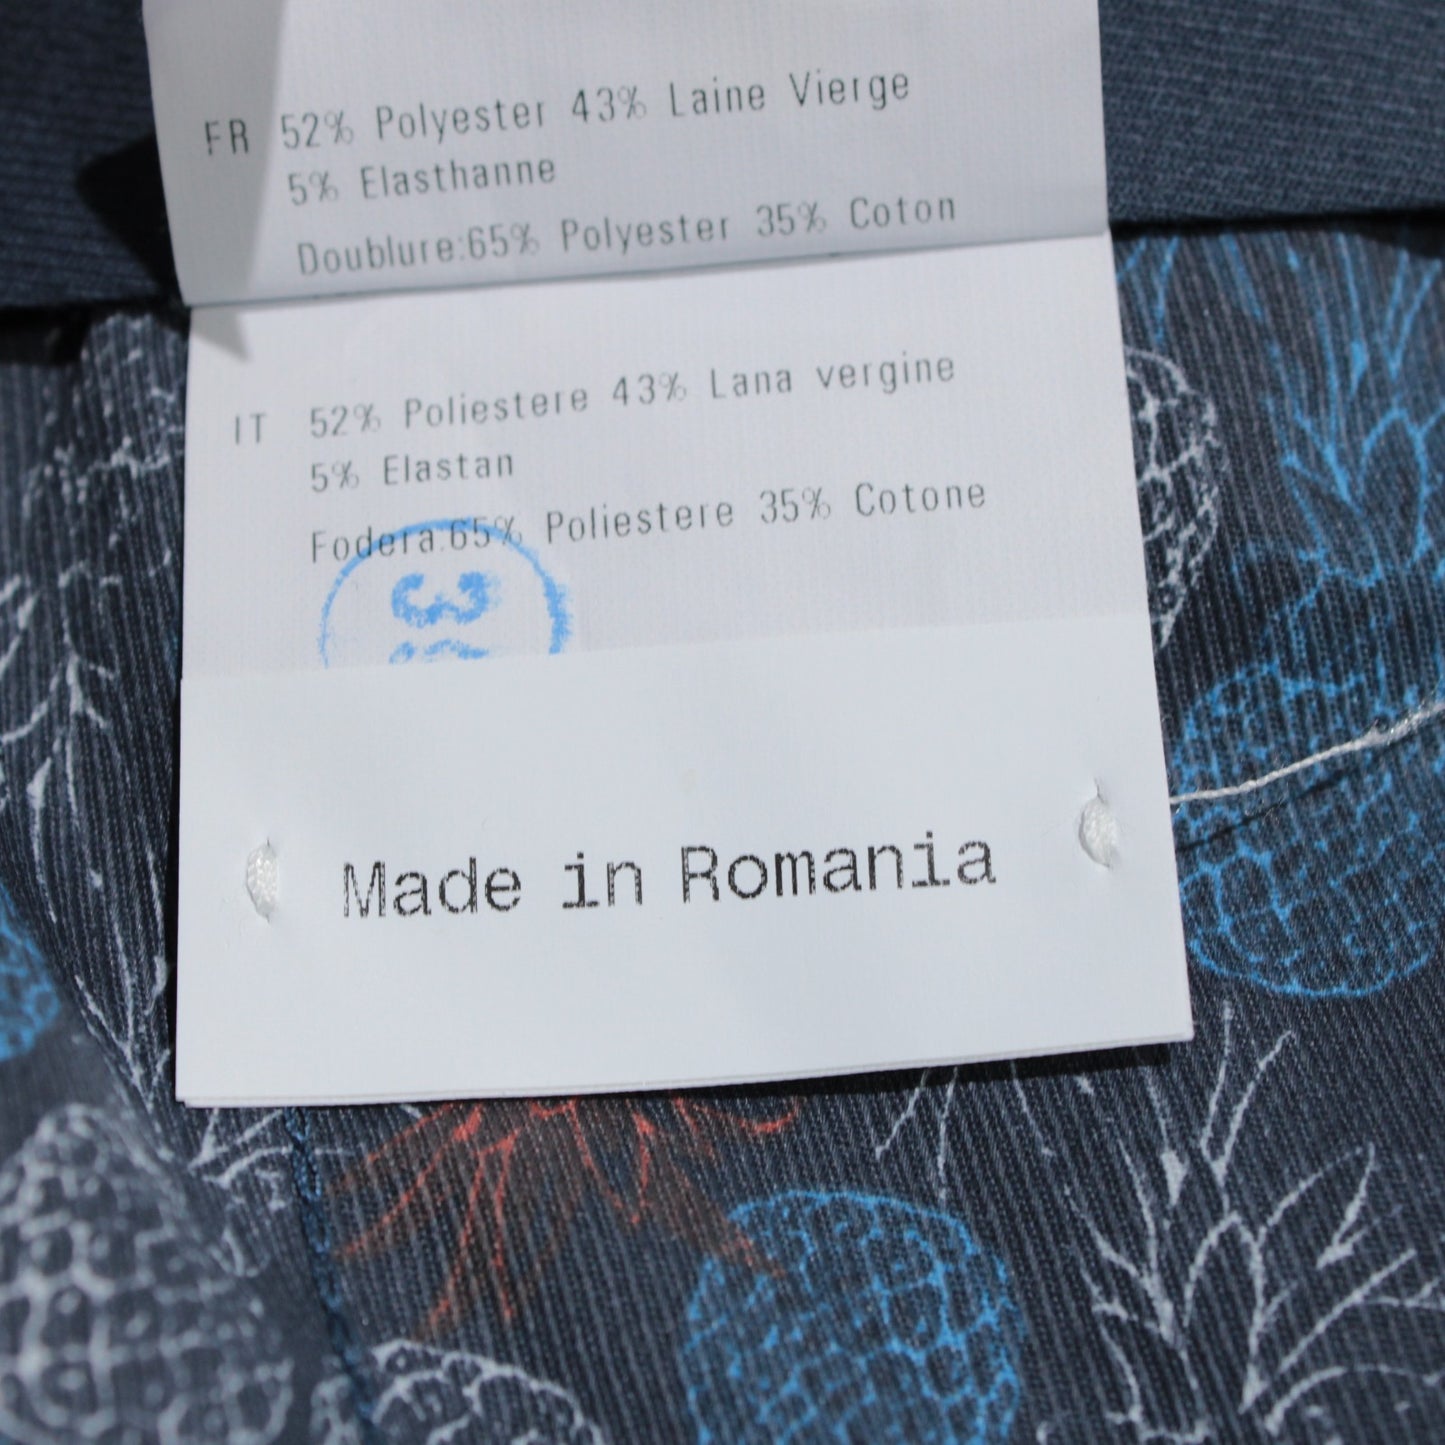 FR 52% Polyester 43% Laine Vierge
5% Elasthanne
Doublure:65% Polyester 35% Coton
IT 52% Poliestere 43% Lana vergine
5% Elastan
Fodera:65% Poliestere 35% Cotone
Made in Romania